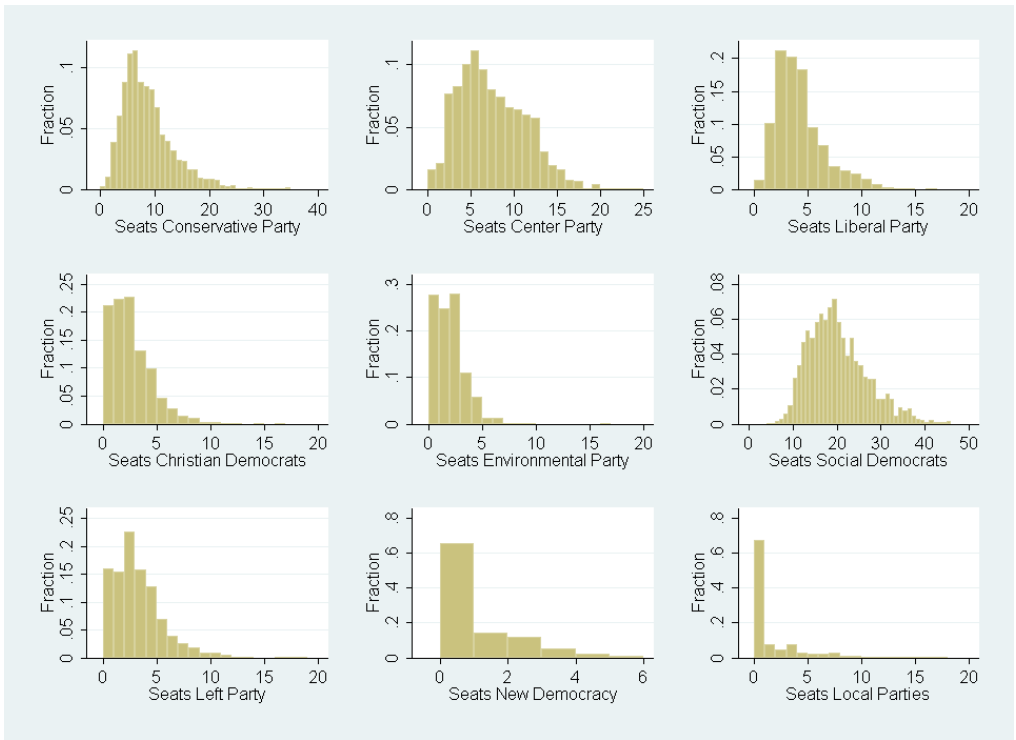 Fraction
0 .05 .1
0 10 20 30 40
Seats Conservative Party
Fraction
0 .05 .1
0 5 10 15 20 25
Seats Center Party
Fraction
0 .05 .1 .15 .2
0 5 10 15 20
Seats Liberal Party
Fraction
0 .05 .1 .15 .2 .25
0 5 10 15 20
Seats Christian Democrats
Fraction
0 .1 .2 .3
0 5 10 15 20
Seats Environmental Party
Fraction
0 .02 .04 .06 .08
0 10 20 30 40 50
Seats Social Democrats
Fraction
0 .05 .1 .15 .2 .25
0 5 10 15 20
Seats Left Party
Fraction
0 .2 .4 .6 .8
0 2 4 6
Seats New Democracy
Fraction
0 .2 .4 .6 .8
0 5 10 15 20
Seats Local Parties